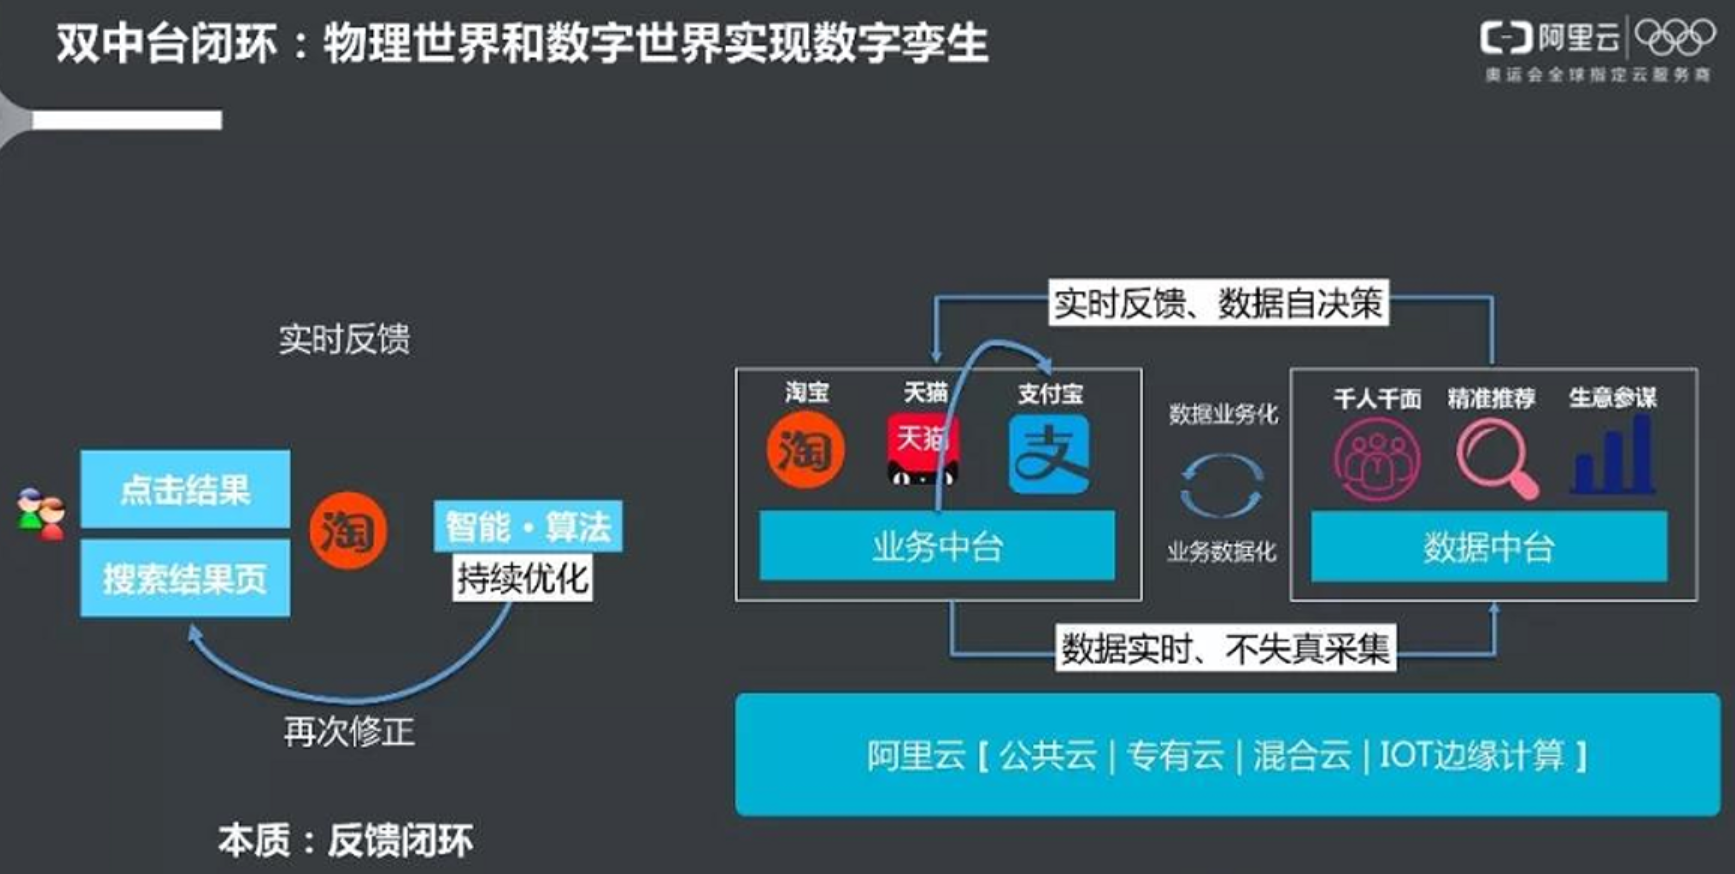 双中台闭环：物理世界和数字世界实现数字孪生
阿里云
奥运会全球指定云服务商
实时反馈
点击结果
搜索结果页
淘
智能·算法
持续优化
再次修正
本质：反馈闭环
实时反馈、数据自决策
淘宝
天猫
支付宝
淘
天猫
支
业务中台
数据业务化
业务数据化
千人千面
精准推荐
生意参谋
数据中台
数据实时、不失真采集
阿里云 [ 公共云 | 专有云 | 混合云 | IOT边缘计算 ]